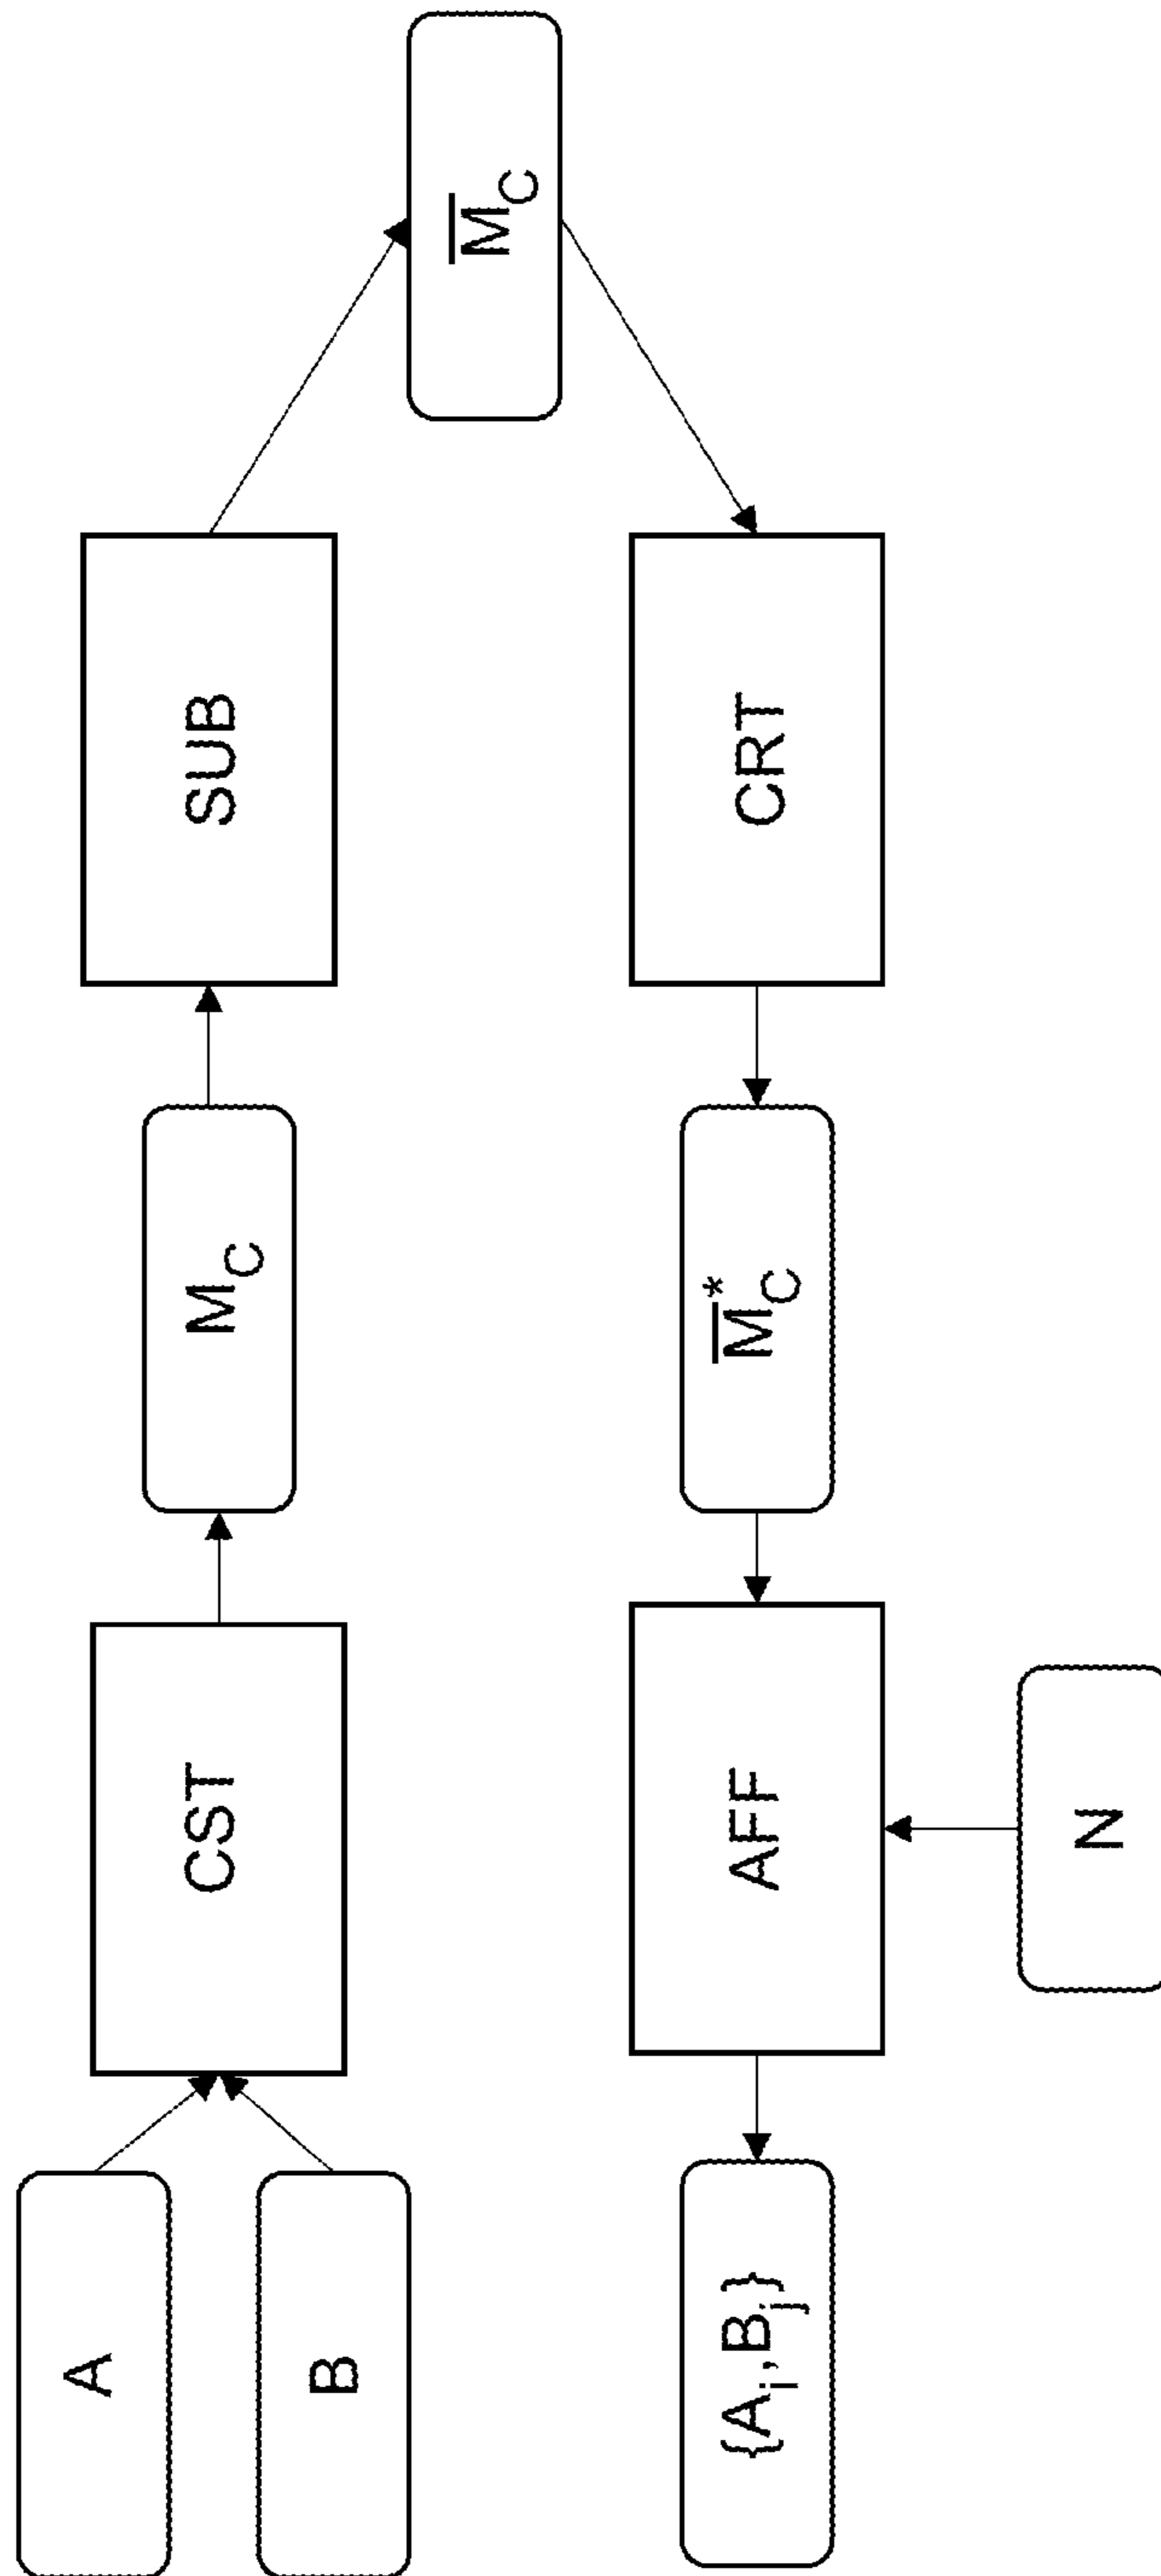 A
B
CST
M_C
SUB
M̅_C
CRT
M̅*_C
AFF
N
{A_i,B_j}